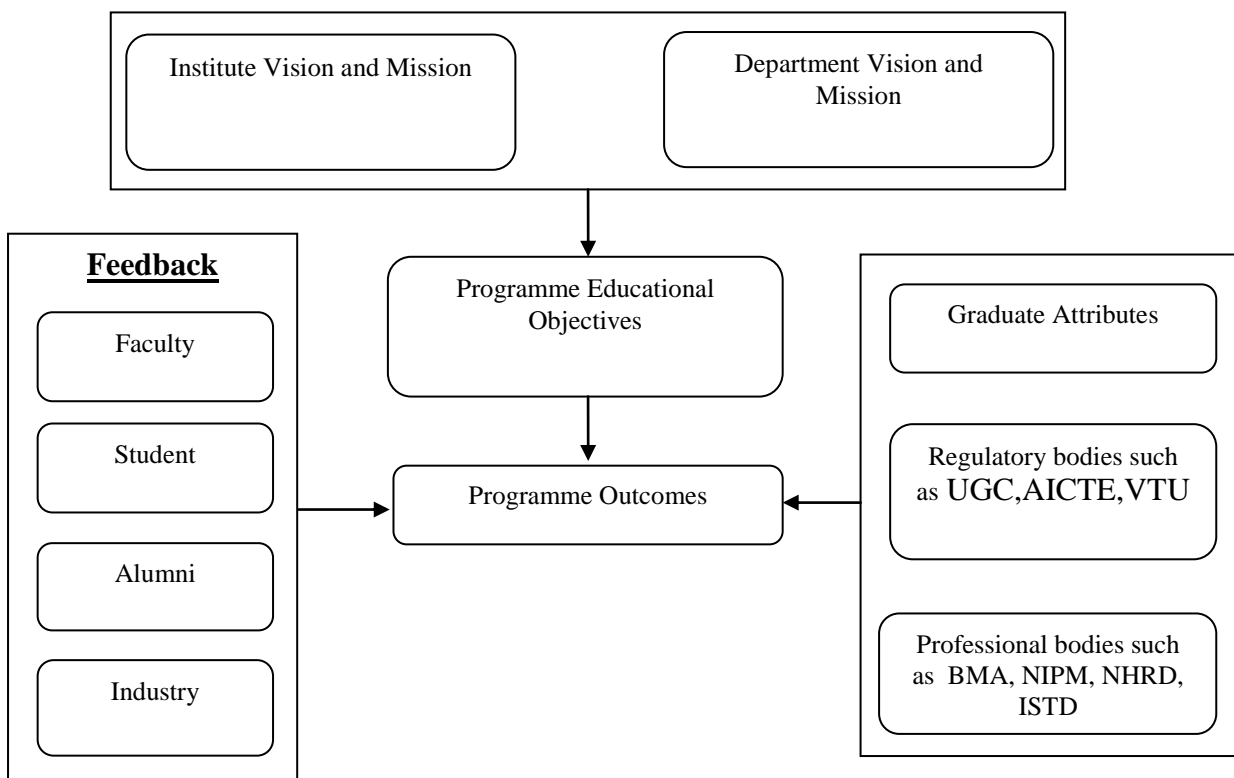 Institute Vision and Mission
Department Vision and
Mission
Feedback
Faculty
Student
Alumni
Industry
Programme Educational
Objectives
Programme Outcomes
Graduate Attributes
Regulatory bodies such
as UGC,AICTE,VTU
Professional bodies such
as BMA, NIPM, NHRD,
ISTD